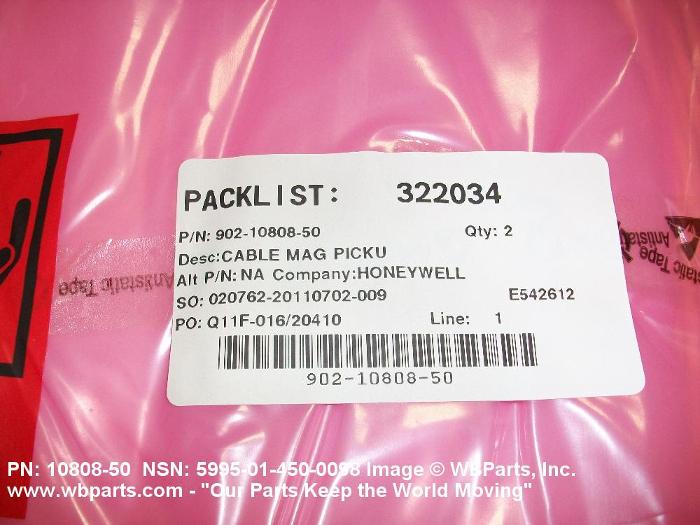 PACKLIST: 322034
P/N: 902-10808-50 Qty: 2
Desc:CABLE MAG PICKU
Alt P/N: NA Company:HONEYWELL
SO: 020762-20110702-009 E542612
PO: Q11F-016/20410 Line: 1
902-10808-50
Antistatic Tape
Antistatic Tape
PN: 10808-50 NSN: 5995-01-450-0098 Image © WBParts, Inc.
www.wbparts.com - "Our Parts Keep the World Moving"